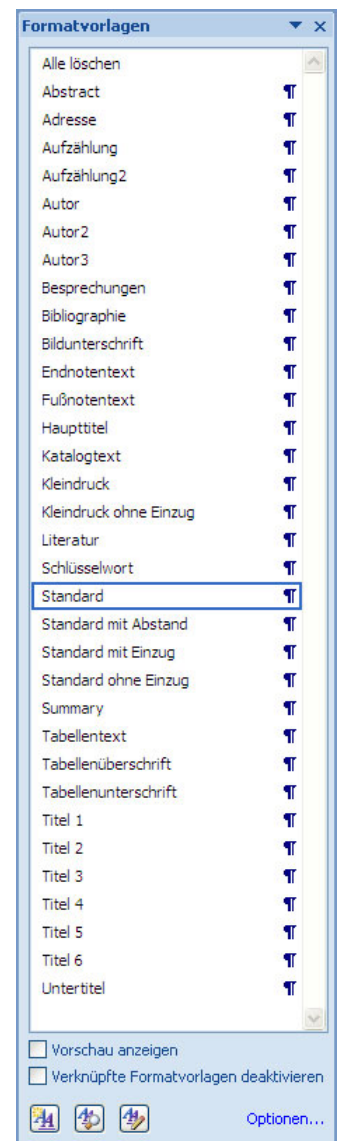 Formatvorlagen
Alle löschen
Abstract ¶
Adresse ¶
Aufzählung ¶
Aufzählung2 ¶
Autor ¶
Autor2 ¶
Autor3 ¶
Besprechungen ¶
Bibliographie ¶
Bildunterschrift ¶
Endnotentext ¶
Fußnotentext ¶
Haupttitel ¶
Katalogtext ¶
Kleindruck ¶
Kleindruck ohne Einzug ¶
Literatur ¶
Schlüsselwort ¶
Standard ¶
Standard mit Abstand ¶
Standard mit Einzug ¶
Standard ohne Einzug ¶
Summary ¶
Tabellentext ¶
Tabellenüberschrift ¶
Tabellenunterschrift ¶
Titel 1 ¶
Titel 2 ¶
Titel 3 ¶
Titel 4 ¶
Titel 5 ¶
Titel 6 ¶
Untertitel ¶
Vorschau anzeigen
Verknüpfte Formatvorlagen deaktivieren
Optionen...